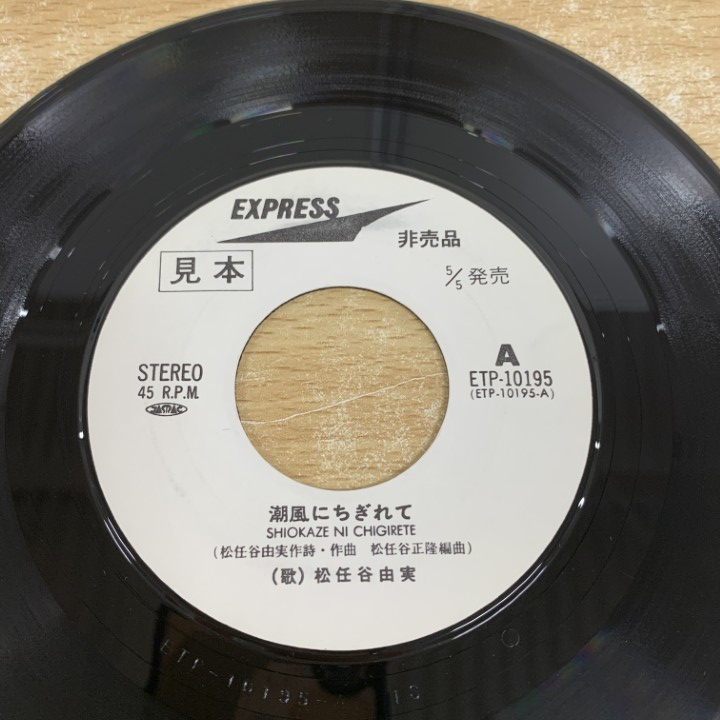 EXPRESS
非売品
見本
5/5 発売
STEREO
45 R.P.M.
JASRAC
A
ETP-10195
(ETP-10195-A)
潮風にちぎれて
SHIOKAZE NI CHIGIRETE
(松任谷由実作詩・作曲 松任谷正隆編曲)
(歌) 松任谷由実